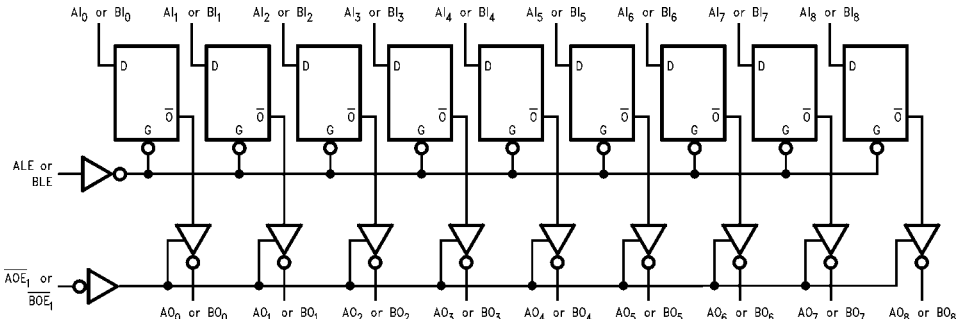 AI₀ or BI₀ AI₁ or BI₁ AI₂ or BI₂ AI₃ or BI₃ AI₄ or BI₄ AI₅ or BI₅ AI₆ or BI₆ AI₇ or BI₇ AI₈ or BI₈
D D D D D D D D D
O̅ O̅ O̅ O̅ O̅ O̅ O̅ O̅ O̅
G G G G G G G G G
ALE or
BLE
A̅O̅E̅₁ or
B̅O̅E̅₁
AO₀ or BO₀ AO₁ or BO₁ AO₂ or BO₂ AO₃ or BO₃ AO₄ or BO₄ AO₅ or BO₅ AO₆ or BO₆ AO₇ or BO₇ AO₈ or BO₈